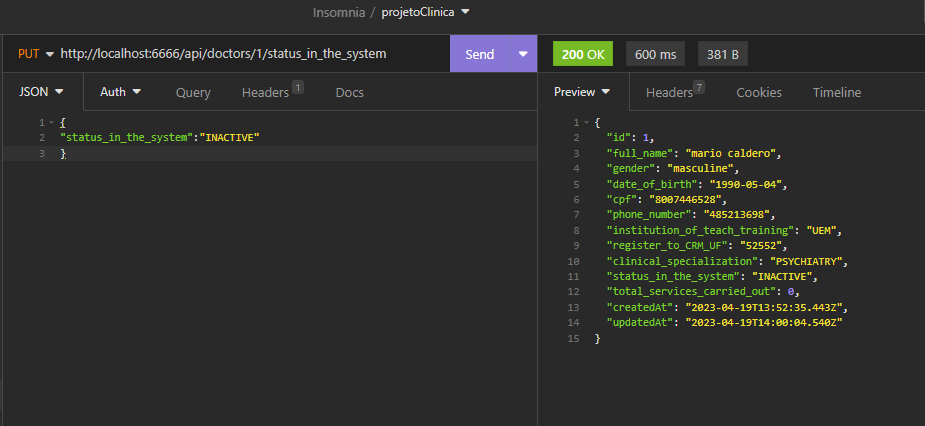 Insomnia / projetoClinica
PUT http://localhost:6666/api/doctors/1/status_in_the_system Send 200 OK 600 ms 381 B
JSON Auth Query Headers 1 Docs
1 {
2 "status_in_the_system":"INACTIVE"
3 }
Preview Headers 7 Cookies Timeline
1 {
2 "id": 1,
3 "full_name": "mario caldero",
4 "gender": "masculine",
5 "date_of_birth": "1990-05-04",
6 "cpf": "8007446528",
7 "phone_number": "485213698",
8 "institution_of_teach_training": "UEM",
9 "register_to_CRM_UF": "52552",
10 "clinical_specialization": "PSYCHIATRY",
11 "status_in_the_system": "INACTIVE",
12 "total_services_carried_out": 0,
13 "createdAt": "2023-04-19T13:52:35.443Z",
14 "updatedAt": "2023-04-19T14:00:04.540Z"
15 }